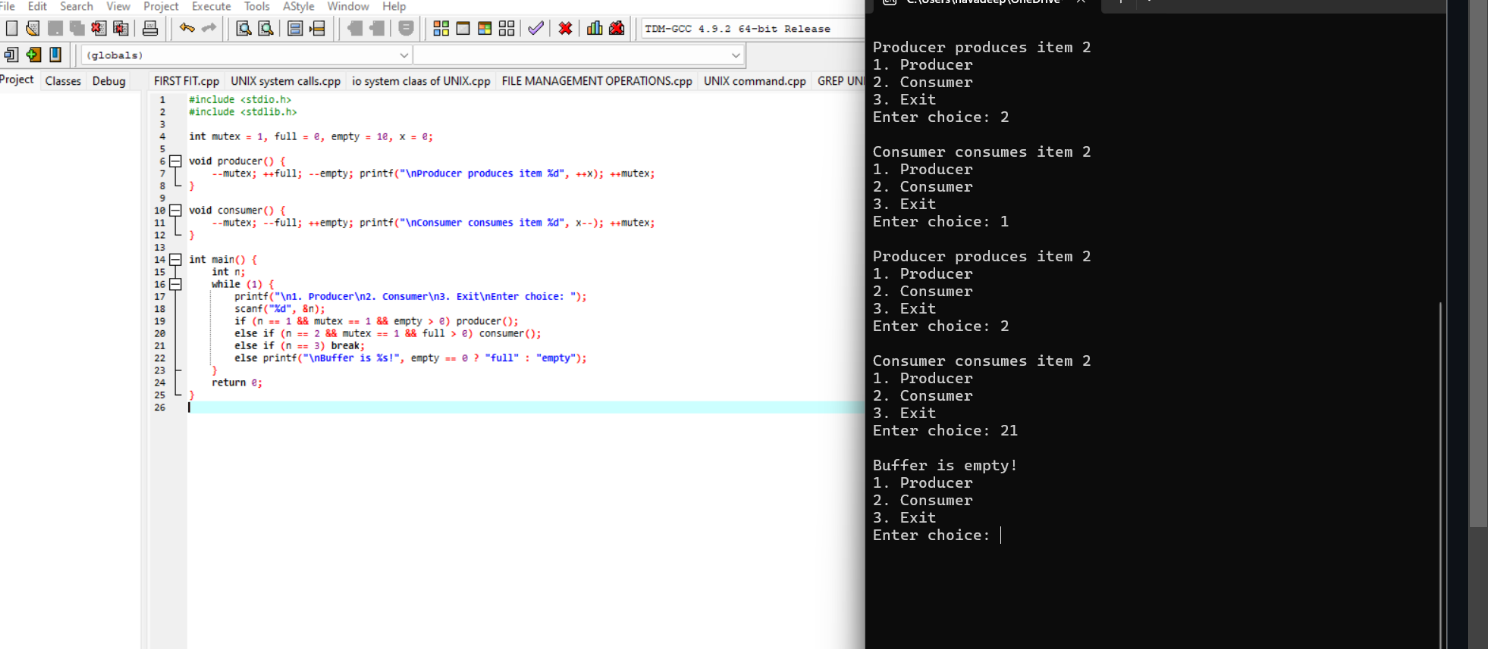 File Edit Search View Project Execute Tools AStyle Window Help
TDM-GCC 4.9.2 64-bit Release
(globals)
Project Classes Debug
FIRST FIT.cpp UNIX system calls.cpp io system claas of UNIX.cpp FILE MANAGEMENT OPERATIONS.cpp UNIX command.cpp GREP UN
1 #include <stdio.h>
2 #include <stdlib.h>
3
4 int mutex = 1, full = 0, empty = 10, x = 0;
5
6 void producer() {
7 --mutex; ++full; --empty; printf("\nProducer produces item %d", ++x); ++mutex;
8 }
9
10 void consumer() {
11 --mutex; --full; ++empty; printf("\nConsumer consumes item %d", x--); ++mutex;
12 }
13
14 int main() {
15 int n;
16 while (1) {
17 printf("\n1. Producer\n2. Consumer\n3. Exit\nEnter choice: ");
18 scanf("%d", &n);
19 if (n == 1 && mutex == 1 && empty > 0) producer();
20 else if (n == 2 && mutex == 1 && full > 0) consumer();
21 else if (n == 3) break;
22 else printf("\nBuffer is %s!", empty == 0 ? "full" : "empty");
23 }
24 return 0;
25 }
26
C:\Users\navadeep\OneDrive
Producer produces item 2
1. Producer
2. Consumer
3. Exit
Enter choice: 2
Consumer consumes item 2
1. Producer
2. Consumer
3. Exit
Enter choice: 1
Producer produces item 2
1. Producer
2. Consumer
3. Exit
Enter choice: 2
Consumer consumes item 2
1. Producer
2. Consumer
3. Exit
Enter choice: 21
Buffer is empty!
1. Producer
2. Consumer
3. Exit
Enter choice: